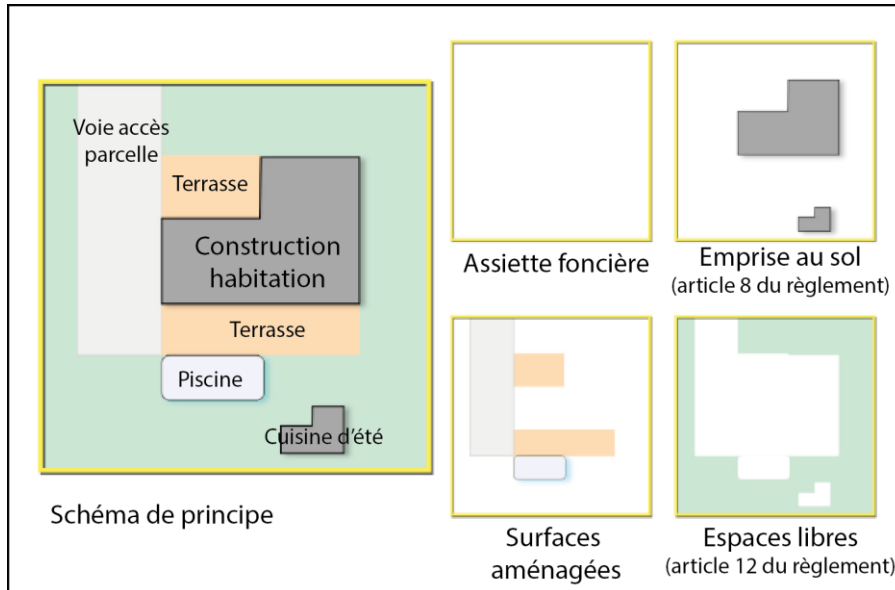 Voie accès
parcelle
Terrasse
Construction
habitation
Terrasse
Piscine
Cuisine d'été
Schéma de principe
Assiette foncière
Emprise au sol
(article 8 du règlement)
Surfaces
aménagées
Espaces libres
(article 12 du règlement)